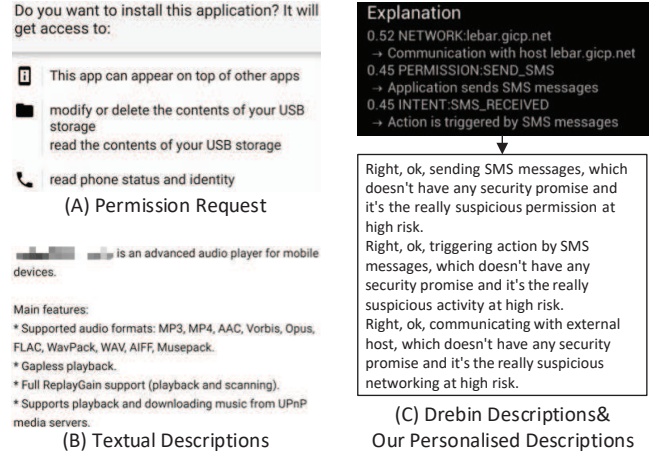 Do you want to install this application? It will
get access to:
This app can appear on top of other apps
modify or delete the contents of your USB
storage
read the contents of your USB storage
read phone status and identity
(A) Permission Request
is an advanced audio player for mobile
devices.
Main features:
* Supported audio formats: MP3, MP4, AAC, Vorbis, Opus,
FLAC, WavPack, WAV, AIFF, Musepack.
* Gapless playback.
* Full ReplayGain support (playback and scanning).
* Supports playback and downloading music from UPnP
media servers.
(B) Textual Descriptions
Explanation
0.52 NETWORK:lebar.gicp.net
→ Communication with host lebar.gicp.net
0.45 PERMISSION:SEND_SMS
→ Application sends SMS messages
0.45 INTENT:SMS_RECEIVED
→ Action is triggered by SMS messages
Right, ok, sending SMS messages, which
doesn't have any security promise and
it's the really suspicious permission at
high risk.
Right, ok, triggering action by SMS
messages, which doesn't have any
security promise and it's the really
suspicious activity at high risk.
Right, ok, communicating with external
host, which doesn't have any security
promise and it's the really suspicious
networking at high risk.
(C) Drebin Descriptions&
Our Personalised Descriptions